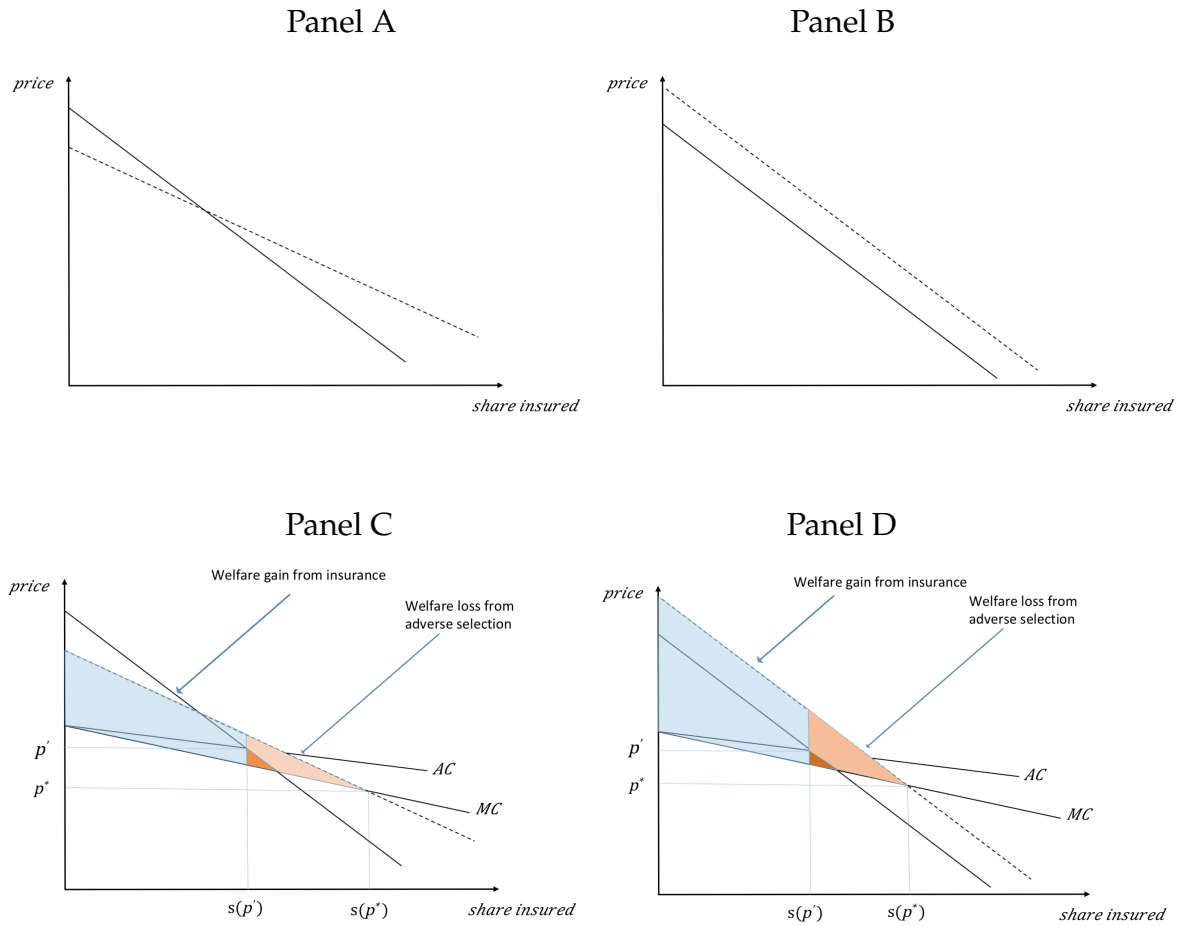 Panel A
Panel B
price
share insured
price
share insured
Panel C
Panel D
price
Welfare gain from insurance
Welfare loss from
adverse selection
p′
p*
AC
MC
s(p′)
s(p*)
share insured
price
Welfare gain from insurance
Welfare loss from
adverse selection
p′
p*
AC
MC
s(p′)
s(p*)
share insured